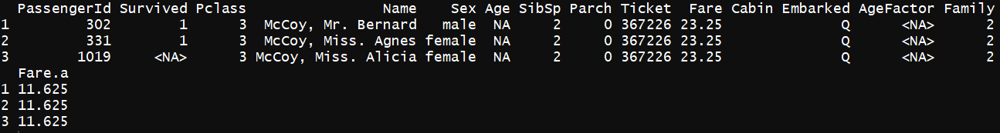 PassengerId Survived Pclass Name Sex Age SibSp Parch Ticket Fare Cabin Embarked AgeFactor Family
1 302 1 3 McCoy, Mr. Bernard male NA 2 0 367226 23.25 Q <NA> 2
2 331 1 3 McCoy, Miss. Agnes female NA 2 0 367226 23.25 Q <NA> 2
3 1019 <NA> 3 McCoy, Miss. Alicia female NA 2 0 367226 23.25 Q <NA> 2
Fare.a
1 11.625
2 11.625
3 11.625